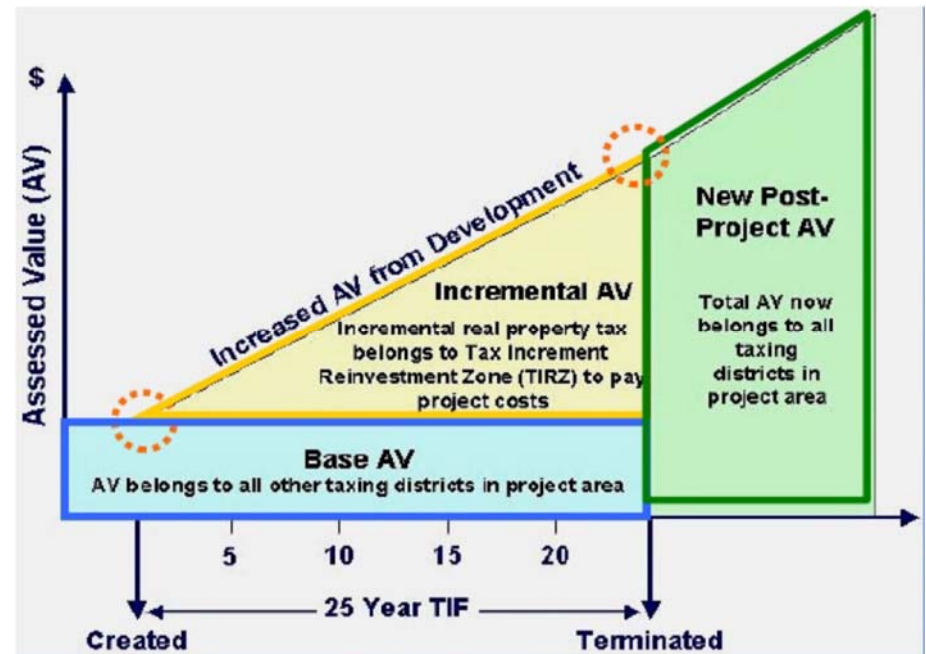 $
Assessed Value (AV)
Increased AV from Development
Incremental AV
Incremental real property tax
belongs to Tax Increment
Reinvestment Zone (TIRZ) to pay
project costs
New Post-
Project AV
Total AV now
belongs to all
taxing
districts in
project area
Base AV
AV belongs to all other taxing districts in project area
5 10 15 20
25 Year TIF
Created Terminated